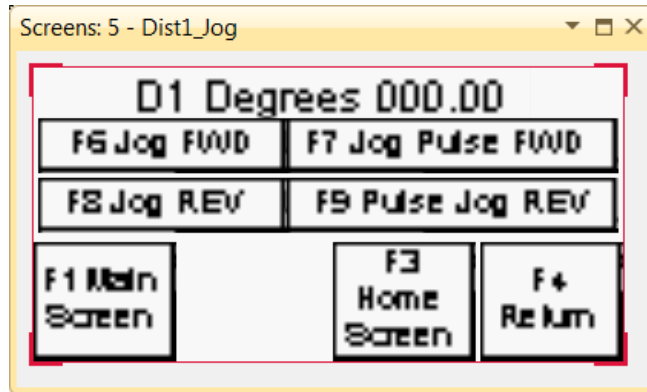 Screens: 5 - Dist1_Jog
D1 Degrees 000.00
F6 Jog FWD
F7 Jog Pulse FWD
F8 Jog REV
F9 Pulse Jog REV
F1 Main
Screen
F3
Home
Screen
F4
Return